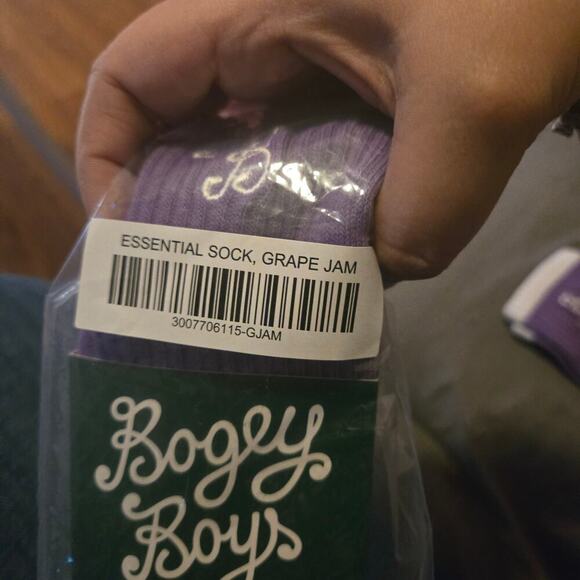 B
ESSENTIAL SOCK, GRAPE JAM
3007706115-GJAM
Bogey
Boys